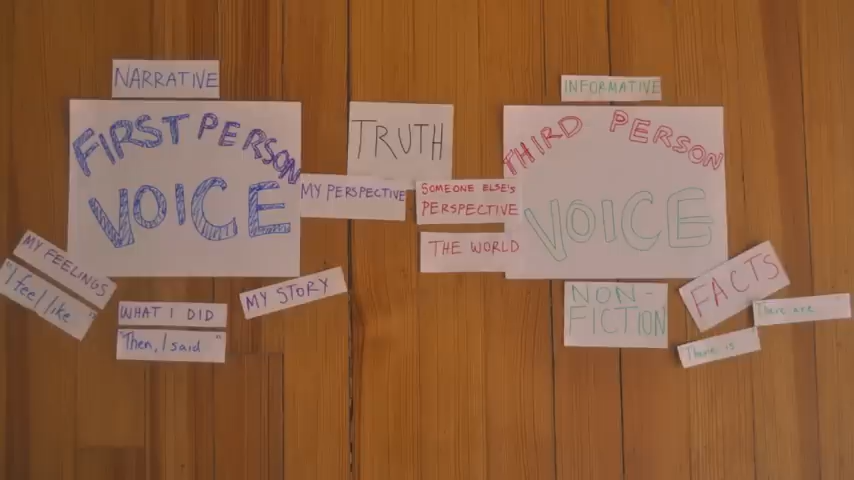 NARRATIVE
FIRST PERSON
VOICE
MY FEELINGS
"I feel like "
WHAT I DID
"Then, I said "
MY STORY
TRUTH
MY PERSPECTIVE
SOMEONE ELSE'S
PERSPECTIVE
THE WORLD
INFORMATIVE
THIRD PERSON
VOICE
NON-
FICTION
FACTS
There are
There is